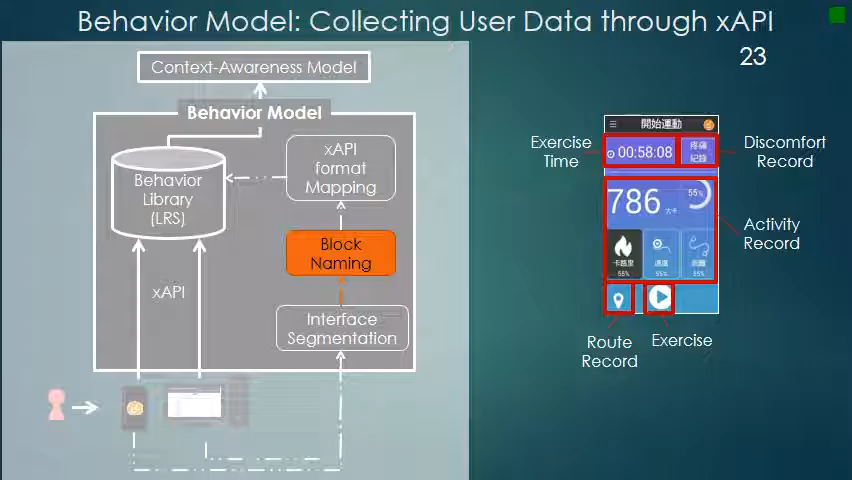 Behavior Model: Collecting User Data through xAPI
23
Context-Awareness Model
Behavior Model
Behavior
Library
(LRS)
xAPI
format
Mapping
Block
Naming
xAPI
Interface
Segmentation
Exercise
Time
開始運動
00:58:08
疼痛
紀錄
Discomfort
Record
786
大卡
55%
Activity
Record
卡路里
55%
速度
55%
距離
55%
Route
Record
Exercise